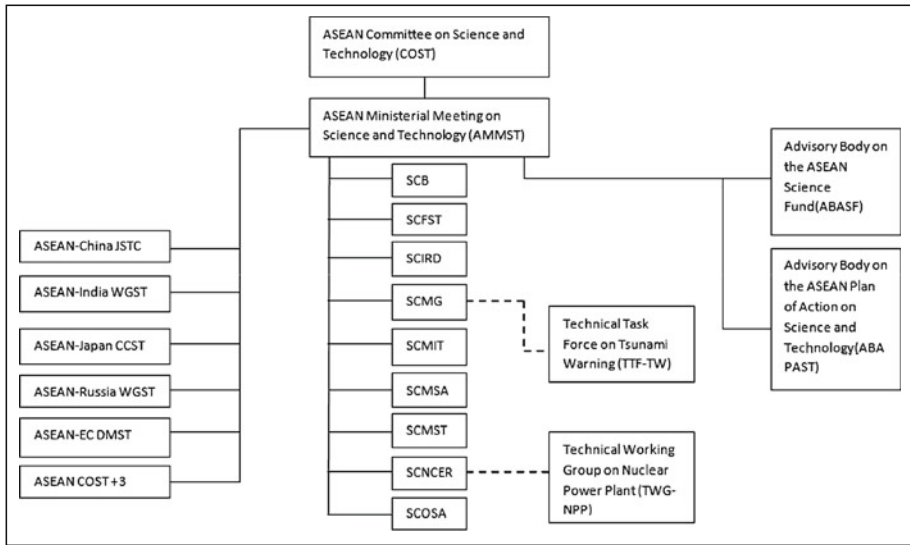 ASEAN Committee on Science and
Technology (COST)
ASEAN Ministerial Meeting on
Science and Technology (AMMST)
SCB
SCFST
SCIRD
SCMG
SCMIT
SCMSA
SCMST
SCNCER
SCOSA
ASEAN-China JSTC
ASEAN-India WGST
ASEAN-Japan CCST
ASEAN-Russia WGST
ASEAN-EC DMST
ASEAN COST +3
Technical Task
Force on Tsunami
Warning (TTF-TW)
Technical Working
Group on Nuclear
Power Plant (TWG-
NPP)
Advisory Body on
the ASEAN
Science
Fund(ABASF)
Advisory Body on
the ASEAN Plan
of Action on
Science and
Technology(ABA
PAST)